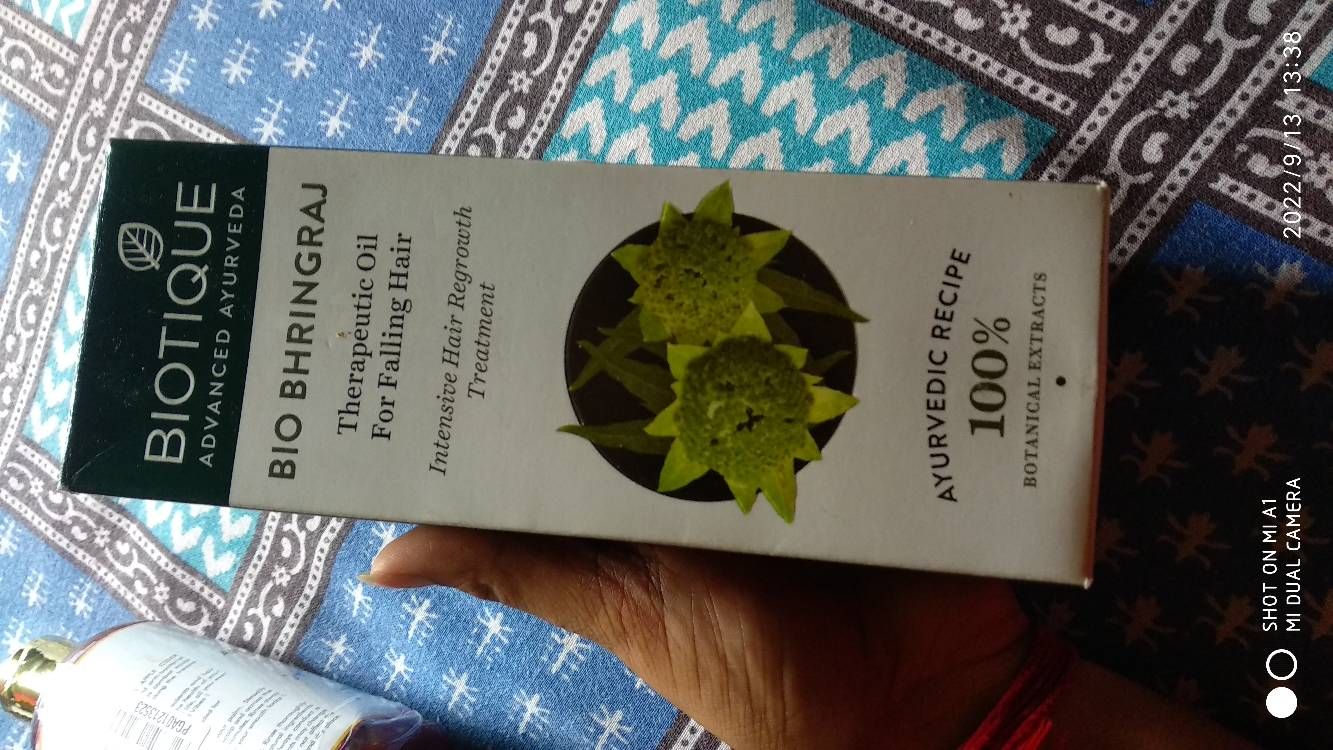 BIOTIQUE
ADVANCED AYURVEDA
BIO BHRINGRAJ
Therapeutic Oil
For Falling Hair
Intensive Hair Regrowth
Treatment
AYURVEDIC RECIPE
100%
BOTANICAL EXTRACTS
PGA01213523
SHOT ON MI A1
MI DUAL CAMERA
2022/9/13 13:38